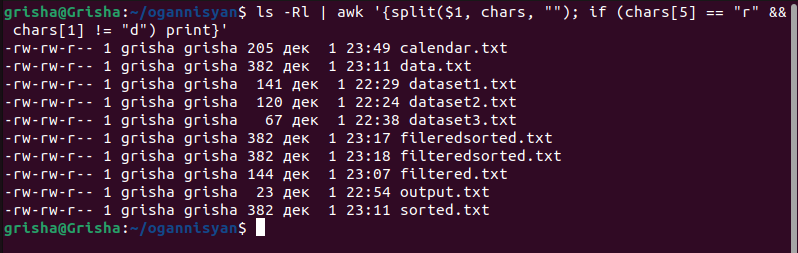 grisha@Grisha:~/ogannisyan$ ls -Rl | awk '{split($1, chars, ""); if (chars[5] == "r" &&
 chars[1] != "d") print}'
-rw-rw-r-- 1 grisha grisha 205 дек  1 23:49 calendar.txt
-rw-rw-r-- 1 grisha grisha 382 дек  1 23:11 data.txt
-rw-rw-r-- 1 grisha grisha  141 дек  1 22:29 dataset1.txt
-rw-rw-r-- 1 grisha grisha  120 дек  1 22:24 dataset2.txt
-rw-rw-r-- 1 grisha grisha   67 дек  1 22:38 dataset3.txt
-rw-rw-r-- 1 grisha grisha 382 дек  1 23:17 fileredsorted.txt
-rw-rw-r-- 1 grisha grisha 382 дек  1 23:18 filteredsorted.txt
-rw-rw-r-- 1 grisha grisha 144 дек  1 23:07 filtered.txt
-rw-rw-r-- 1 grisha grisha  23 дек  1 22:54 output.txt
-rw-rw-r-- 1 grisha grisha 382 дек  1 23:11 sorted.txt
grisha@Grisha:~/ogannisyan$